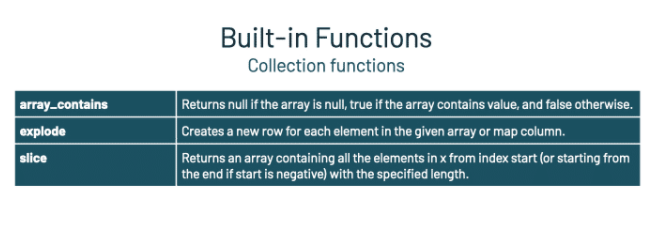 Built-in Functions
Collection functions
array_contains
Returns null if the array is null, true if the array contains value, and false otherwise.
explode
Creates a new row for each element in the given array or map column.
slice
Returns an array containing all the elements in x from index start (or starting from
the end if start is negative) with the specified length.